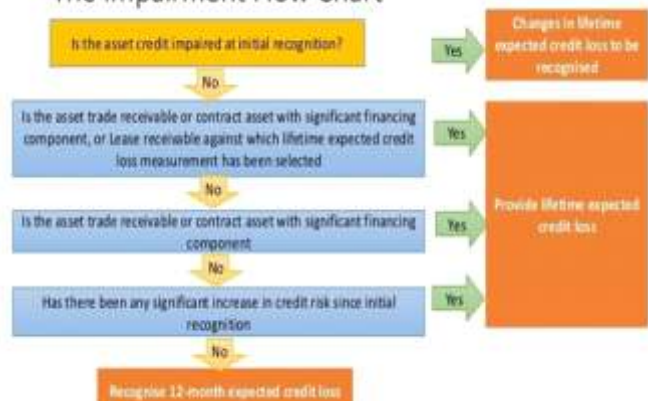 The Impairment Flow Chart
Is the asset credit impaired at initial recognition?
Yes
Changes in lifetime
expected credit loss to be
recognised
No
Is the asset trade receivable or contract asset with significant financing
component, or Lease receivable against which lifetime expected credit
loss measurement has been selected
Yes
No
Is the asset trade receivable or contract asset with significant financing
component
Yes
Provide lifetime expected
credit loss
No
Has there been any significant increase in credit risk since initial
recognition
Yes
No
Recognise 12-month expected credit loss